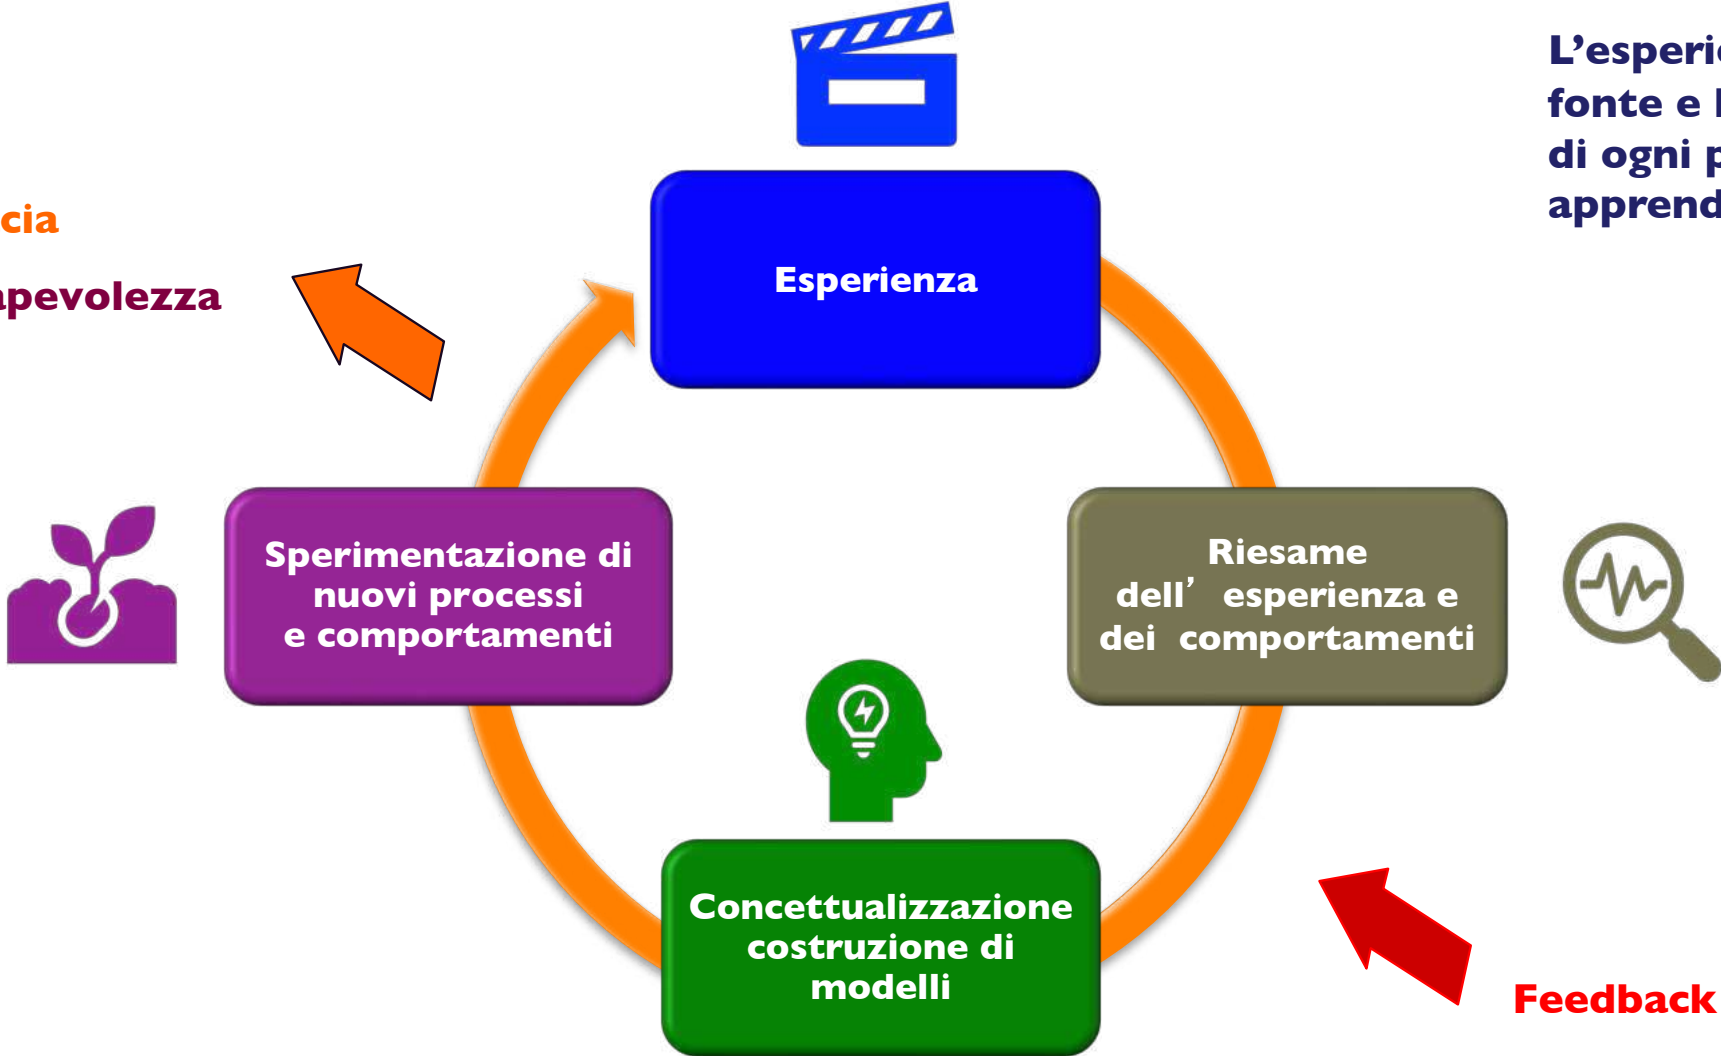 L'esperie
fonte e l
di ogni p
apprend
cia
apevolezza
Esperienza
Sperimentazione di
nuovi processi
e comportamenti
Riesame
dell' esperienza e
dei comportamenti
Concettualizzazione
costruzione di
modelli
Feedback